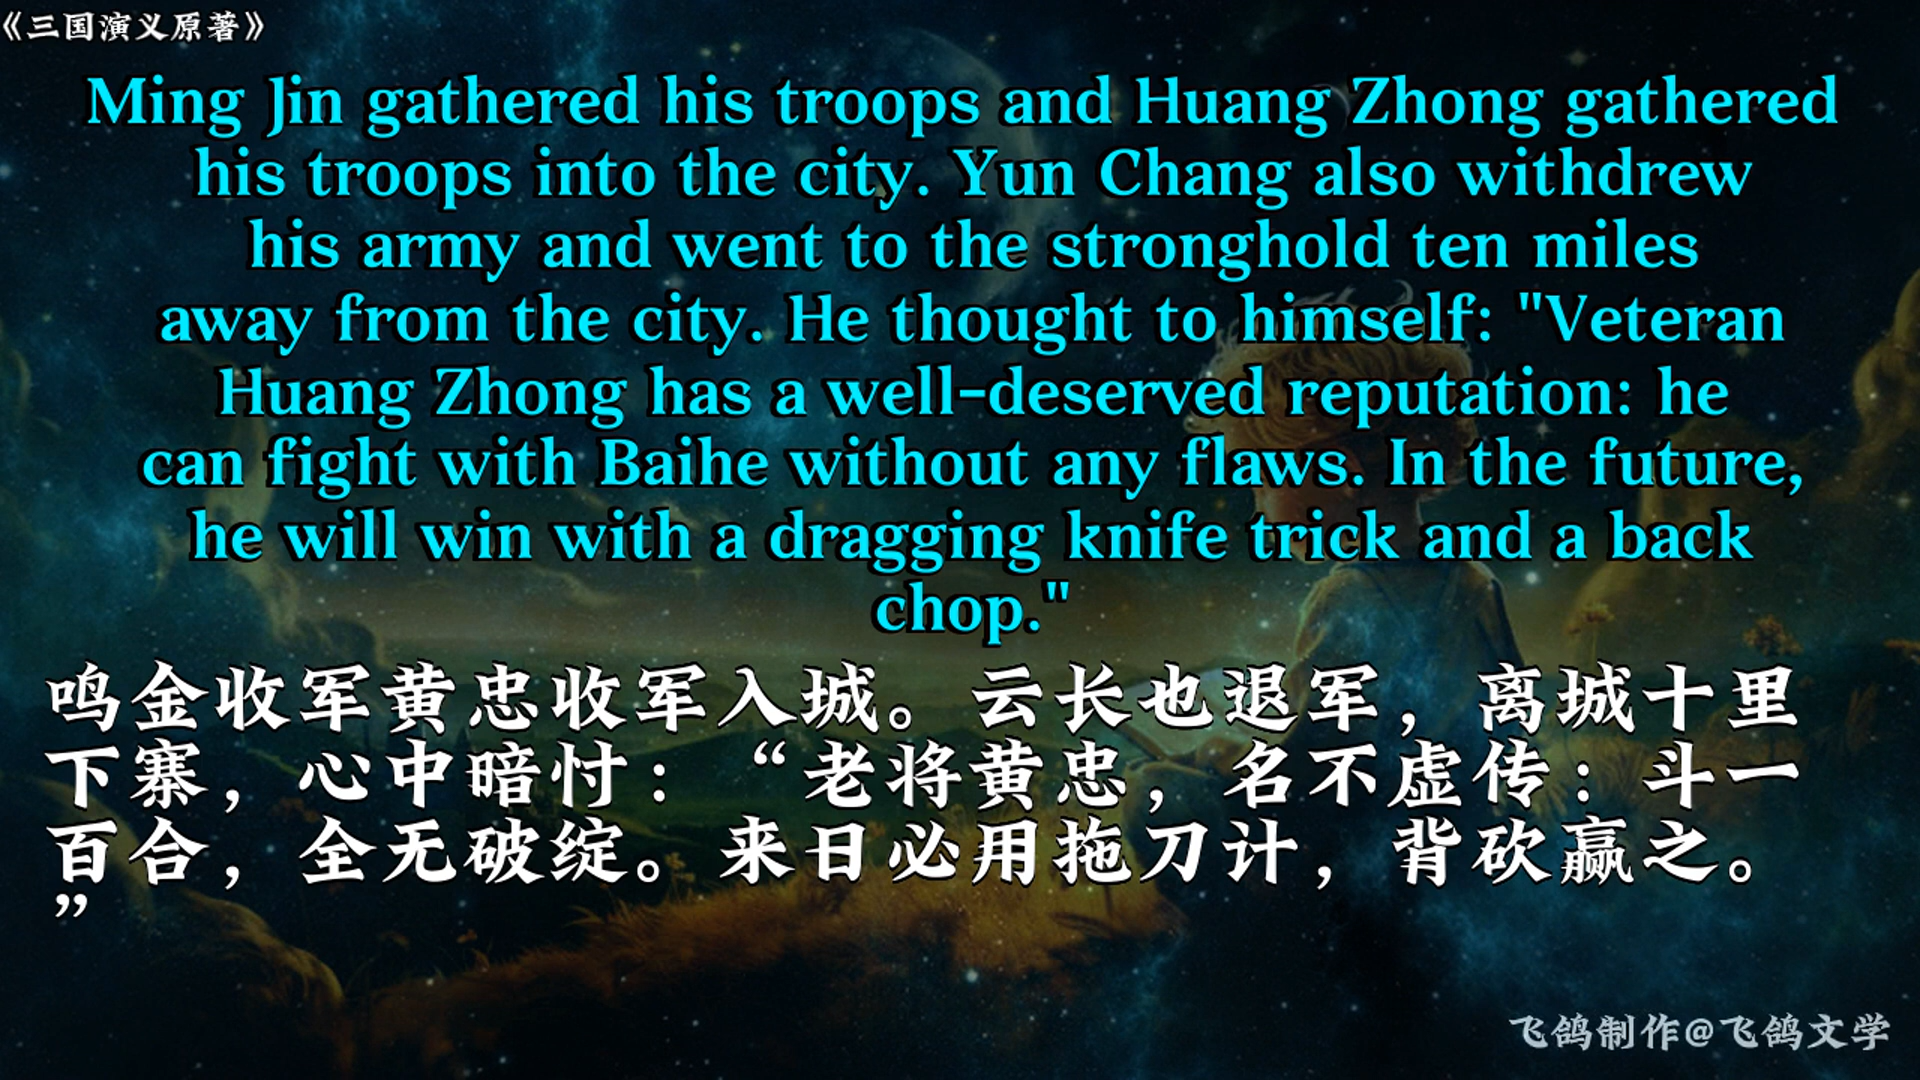 《三国演义原著》
Ming Jin gathered his troops and Huang Zhong gathered
his troops into the city. Yun Chang also withdrew
his army and went to the stronghold ten miles
away from the city. He thought to himself: "Veteran
Huang Zhong has a well-deserved reputation: he
can fight with Baihe without any flaws. In the future,
he will win with a dragging knife trick and a back
chop."
鸣金收军黄忠收军入城。云长也退军，离城十里
下寨，心中暗忖：“老将黄忠，名不虚传：斗一
百合，全无破绽。来日必用拖刀计，背砍赢之。
”
飞鸽制作@飞鸽文学